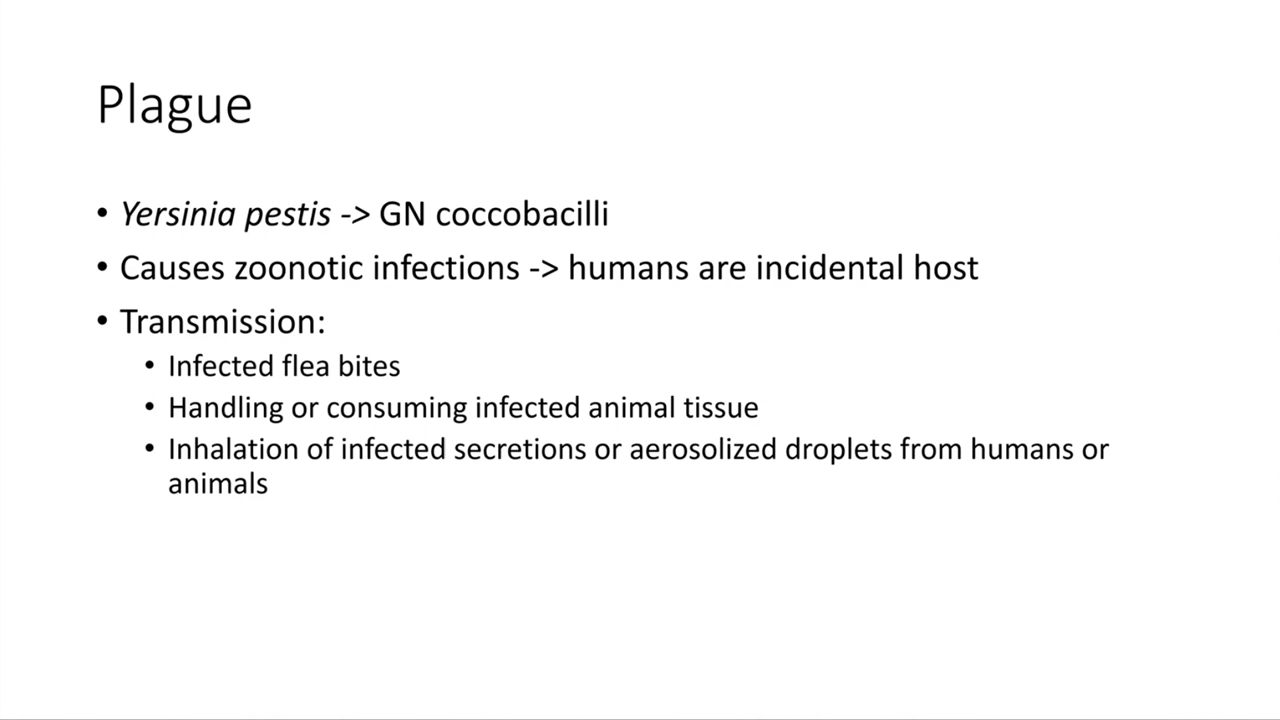 Plague
• Yersinia pestis -> GN coccobacilli
• Causes zoonotic infections -> humans are incidental host
• Transmission:
• Infected flea bites
• Handling or consuming infected animal tissue
• Inhalation of infected secretions or aerosolized droplets from humans or
animals